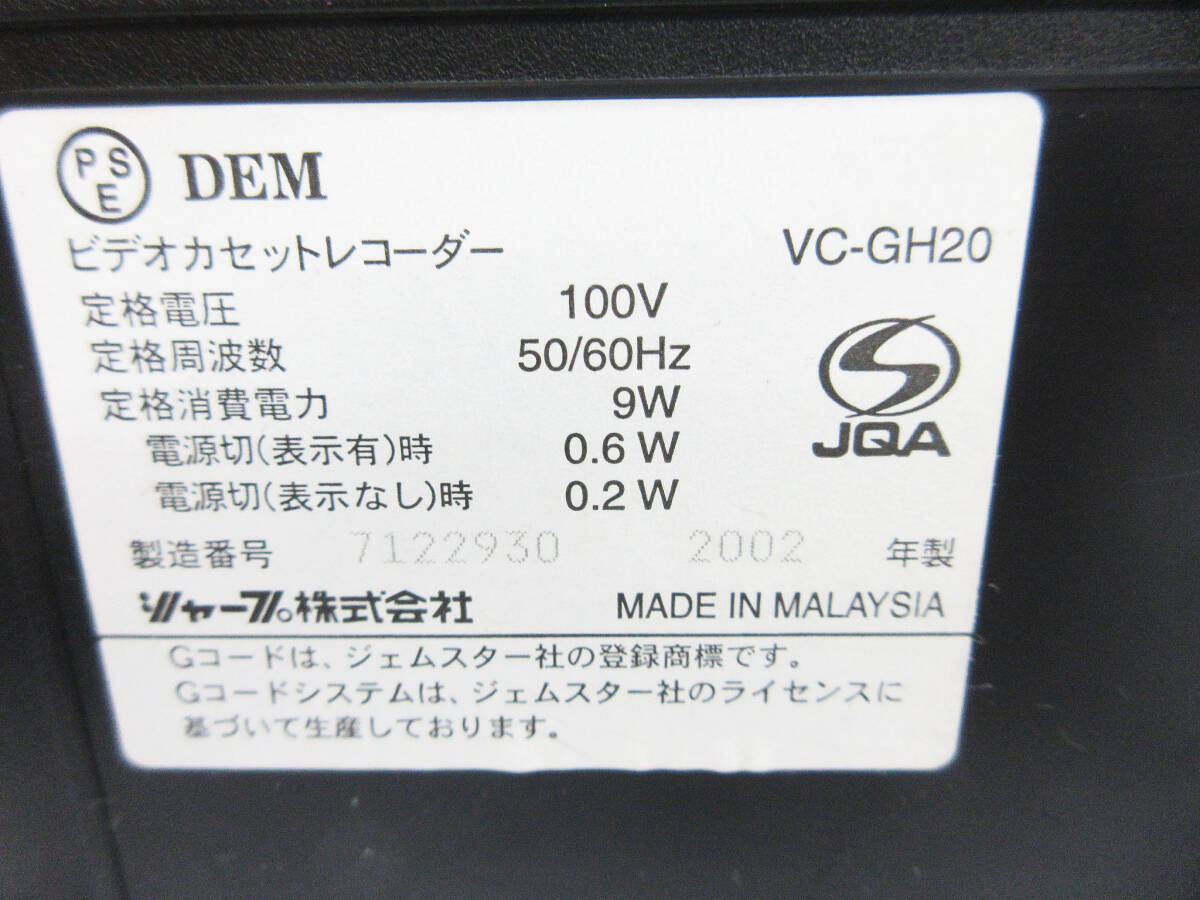 PSE DEM
ビデオカセットレコーダー VC-GH20
定格電圧 100V
定格周波数 50/60Hz
定格消費電力 9W
電源切(表示有)時 0.6 W
電源切(表示なし)時 0.2 W
JQA
製造番号 7122930 2002 年製
シャープ。株式会社 MADE IN MALAYSIA
Gコードは、ジェムスター社の登録商標です。
Gコードシステムは、ジェムスター社のライセンスに
基づいて生産しております。